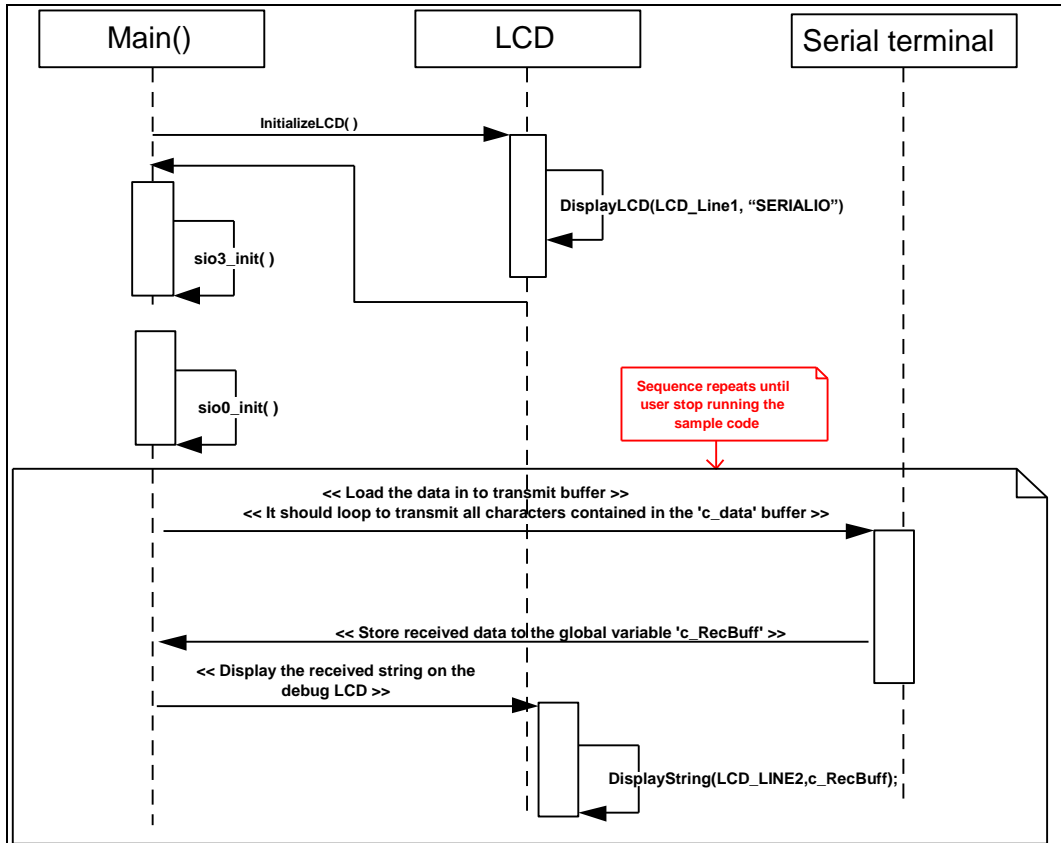 Main()
LCD
Serial terminal
InitializeLCD( )
DisplayLCD(LCD_Line1, “SERIALIO”)
sio3_init( )
sio0_init( )
Sequence repeats until
user stop running the
sample code
<< Load the data in to transmit buffer >>
<< It should loop to transmit all characters contained in the 'c_data' buffer >>
<< Store received data to the global variable 'c_RecBuff' >>
<< Display the received string on the
debug LCD >>
DisplayString(LCD_LINE2,c_RecBuff);